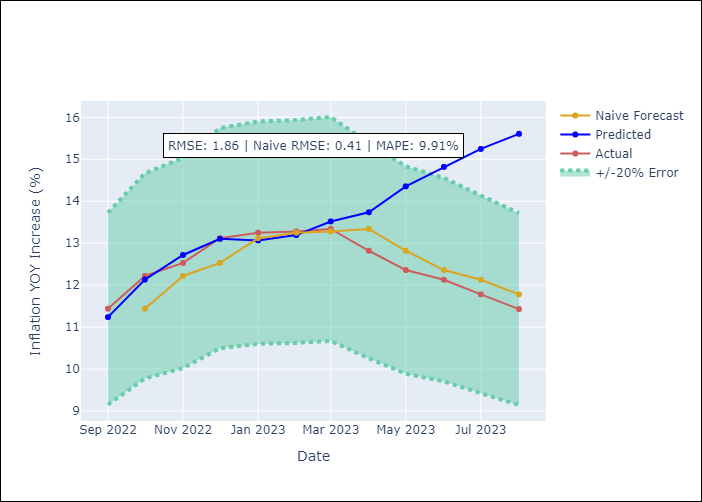 RMSE: 1.86 | Naive RMSE: 0.41 | MAPE: 9.91%
Naive Forecast
Predicted
Actual
+/-20% Error
Inflation YOY Increase (%)
16
15
14
13
12
11
10
9
Sep 2022 Nov 2022 Jan 2023 Mar 2023 May 2023 Jul 2023
Date